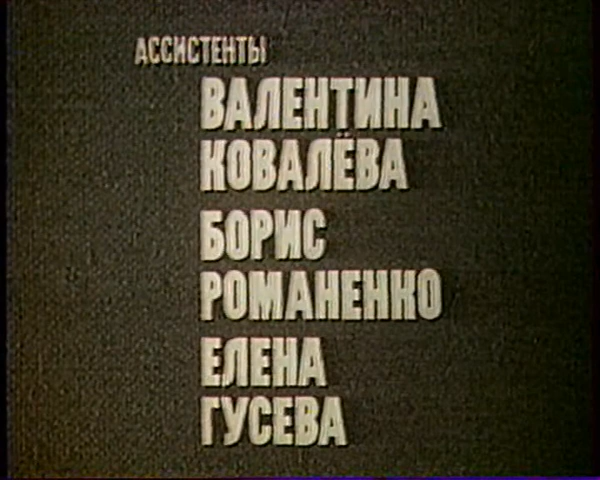 АССИСТЕНТЫ
ВАЛЕНТИНА
КОВАЛЁВА
БОРИС
РОМАНЕНКО
ЕЛЕНА
ГУСЕВА